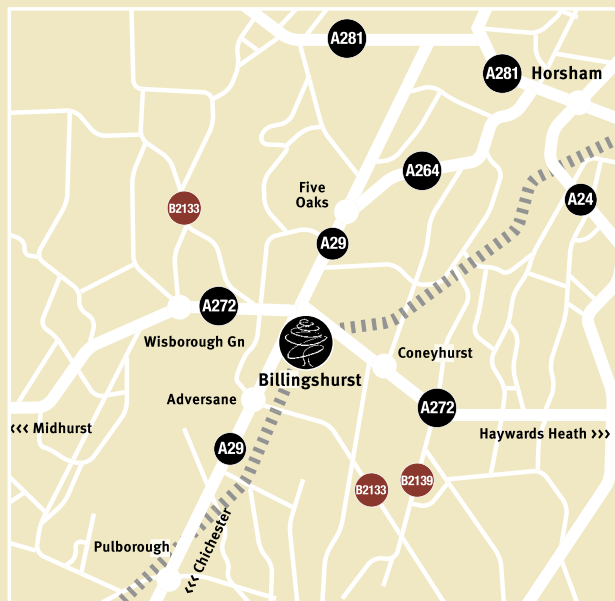 A281
A281
Horsham
A264
Five
Oaks
A24
B2133
A29
A272
Wisborough Gn
Coneyhurst
Billingshurst
Adversane
A272
‹‹‹ Midhurst
Haywards Heath ›››
A29
B2139
B2133
Pulborough
‹‹‹ Chichester